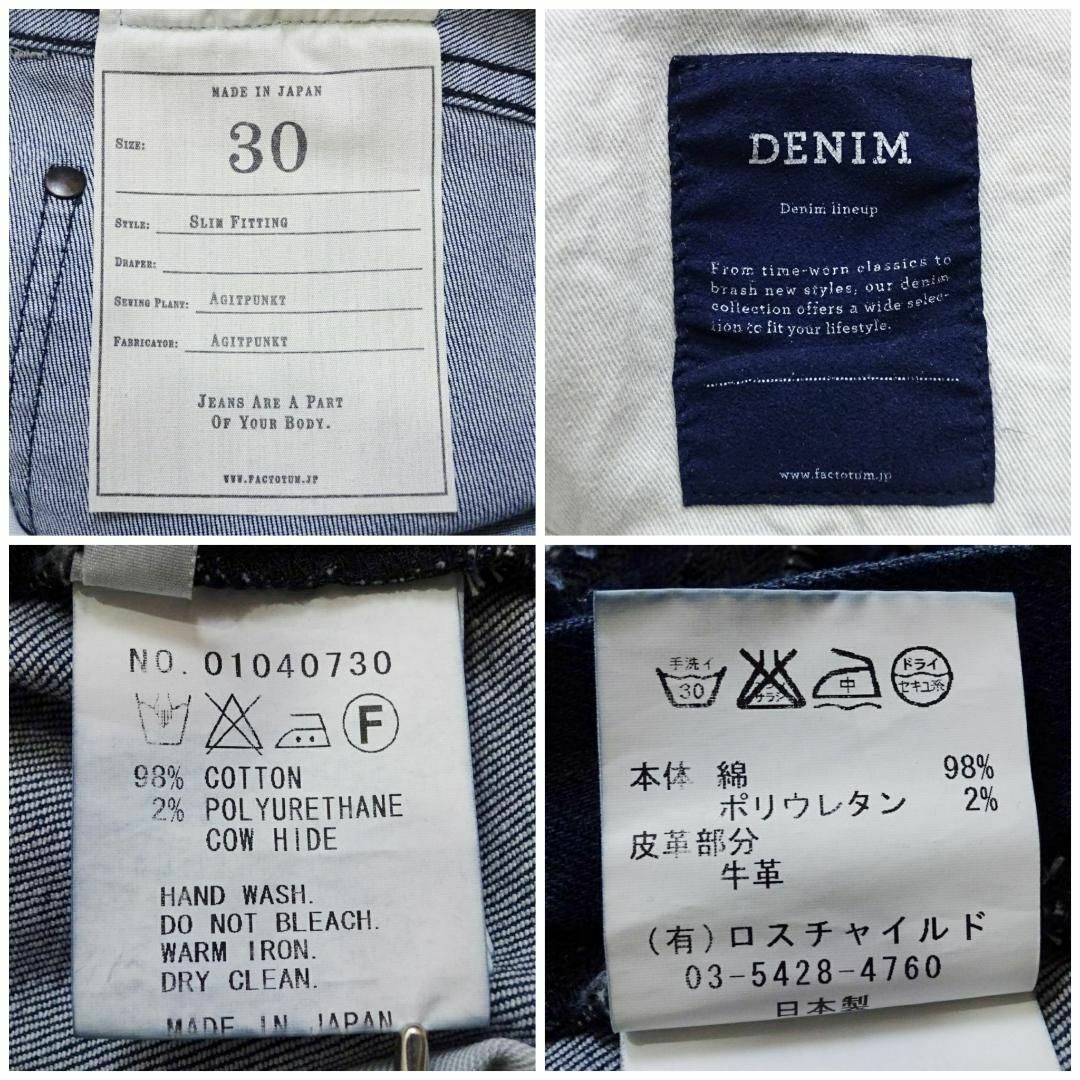 MADE IN JAPAN
SIZE: 30
STYLE: SLIM FITTING
DRAPER:
SEWING PLANT: AGITPUNKT
FABRICATOR: AGITPUNKT
JEANS ARE A PART
OF YOUR BODY.
WWW.FACTOTUM.JP
DENIM
Denim lineup
From time-worn classics to
brash new styles, our denim
collection offers a wide selec-
tion to fit your lifestyle.
www.factotum.jp
NO. 01040730
F
98% COTTON
2% POLYURETHANE
COW HIDE
HAND WASH.
DO NOT BLEACH.
WARM IRON.
DRY CLEAN.
MADE IN JAPAN
手洗イ 30 サラシ 中 ドライ セキユ系
本体 綿 98%
ポリウレタン 2%
皮革部分
牛革
(有)ロスチャイルド
03-5428-4760
日本製